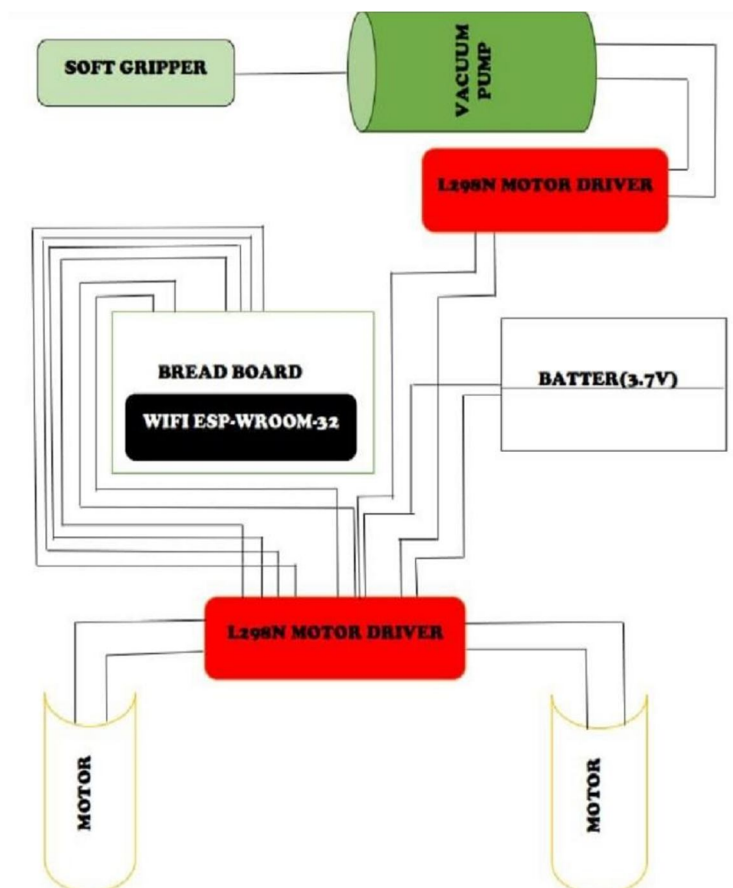 SOFT GRIPPER
VACUUM
PUMP
L298N MOTOR DRIVER
BREAD BOARD
WIFI ESP-WROOM-32
BATTER(3.7V)
L298N MOTOR DRIVER
MOTOR
MOTOR